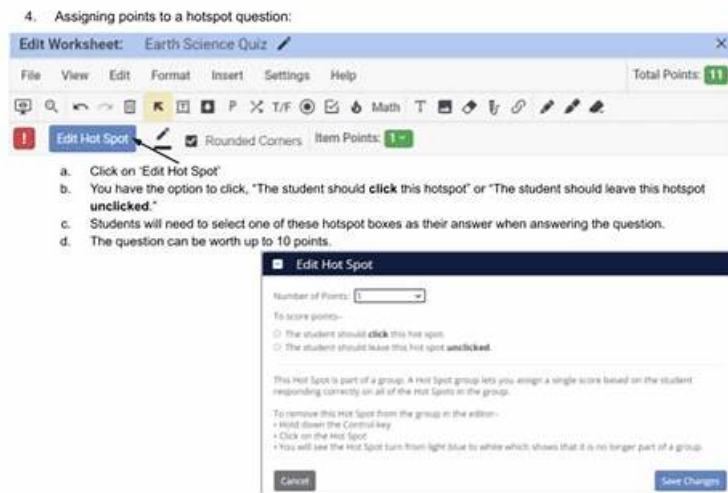 4. Assigning points to a hotspot question:
Edit Worksheet: Earth Science Quiz
File View Edit Format Insert Settings Help Total Points: 11
P T/F Math T
! Edit Hot Spot Rounded Corners Item Points: 1
a. Click on 'Edit Hot Spot'
b. You have the option to click, "The student should click this hotspot" or "The student should leave this hotspot
unclicked."
c. Students will need to select one of these hotspot boxes as their answer when answering the question.
d. The question can be worth up to 10 points.
Edit Hot Spot
Number of Points: 1
To score points-
The student should click this hot spot.
The student should leave this hot spot unclicked.
This Hot Spot is part of a group. A Hot Spot group lets you assign a single score based on the student
responding correctly on all of the Hot Spots in the group.
To remove this Hot Spot from the group in the editor-
• Hold down the Control key
• Click on the Hot Spot
• You will see the Hot Spot turn from light blue to white which shows that it is no longer part of a group.
Cancel Save Changes